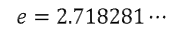 e = 2.718281⋯